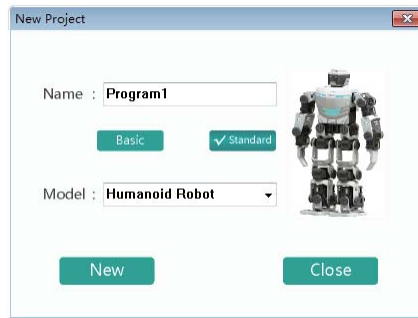 New Project
Name : Program1
Basic Standard
Model : Humanoid Robot
New Close